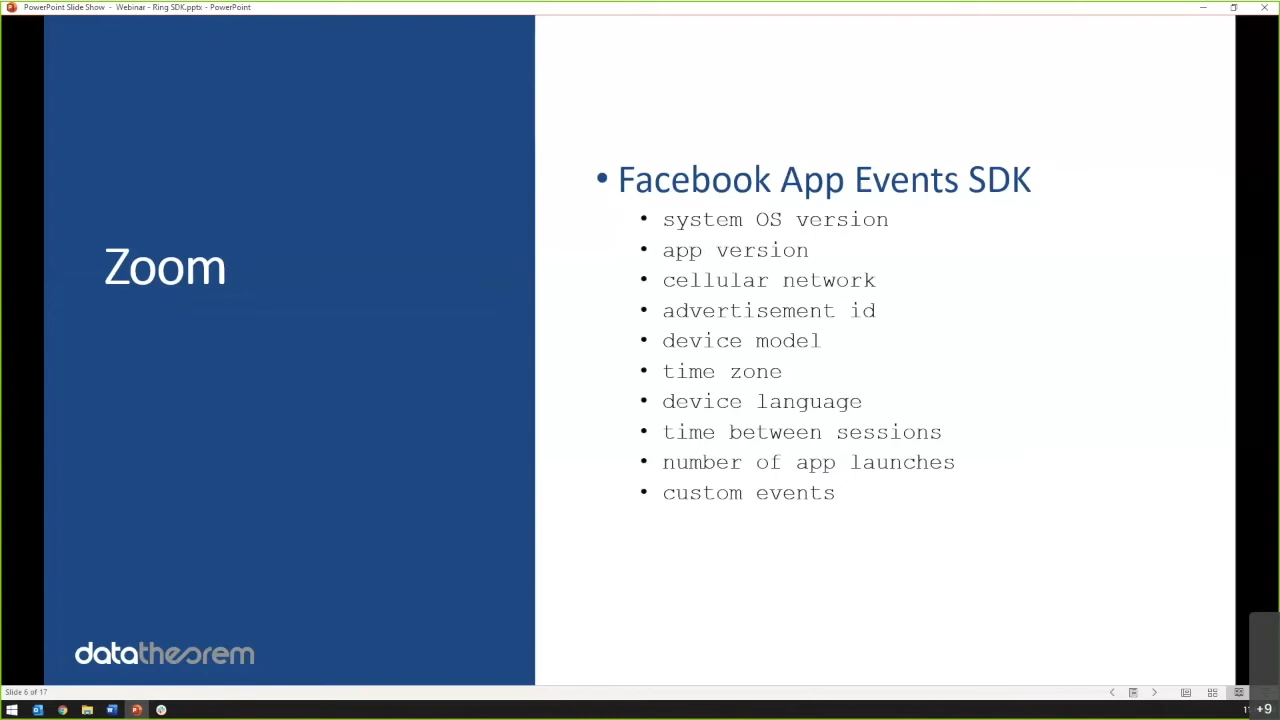 PowerPoint Slide Show - Webinar - Ring SDK.pptx - PowerPoint
Zoom
• Facebook App Events SDK
• system OS version
• app version
• cellular network
• advertisement id
• device model
• time zone
• device language
• time between sessions
• number of app launches
• custom events
datatheorem
Slide 6 of 17
+9